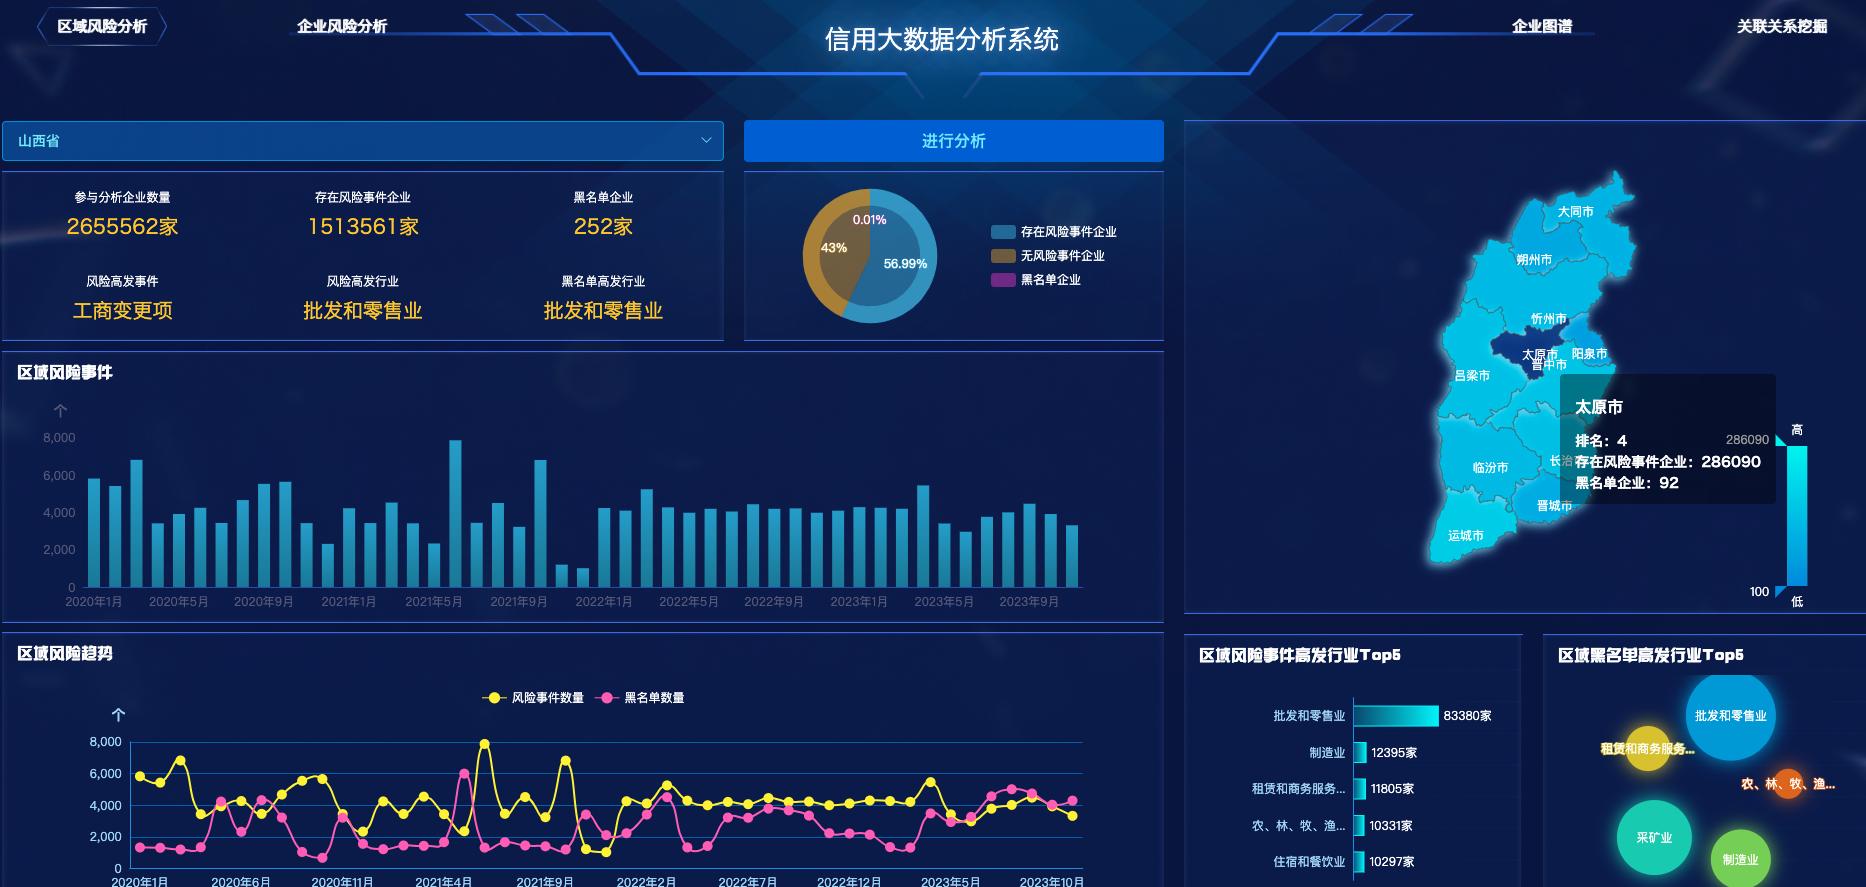 区域风险分析
企业风险分析
信用大数据分析系统
企业图谱
关联关系挖掘
山西省
进行分析
参与分析企业数量
2655562家
存在风险事件企业
1513561家
黑名单企业
252家
风险高发事件
工商变更项
风险高发行业
批发和零售业
黑名单高发行业
批发和零售业
0.01%
43%
56.99%
存在风险事件企业
无风险事件企业
黑名单企业
区域风险事件
个
8,000
6,000
4,000
2,000
0
2020年1月
2020年5月
2020年9月
2021年1月
2021年5月
2021年9月
2022年1月
2022年5月
2022年9月
2023年1月
2023年5月
2023年9月
大同市
朔州市
忻州市
太原市
阳泉市
晋中市
吕梁市
临汾市
长治
晋城市
运城市
太原市
排名：4
存在风险事件企业：286090
黑名单企业：92
286090
高
100
低
区域风险趋势
风险事件数量
黑名单数量
个
8,000
6,000
4,000
2,000
0
2020年1月
2020年6月
2020年11月
2021年4月
2021年9月
2022年2月
2022年7月
2022年12月
2023年5月
2023年10月
区域风险事件高发行业Top5
批发和零售业 83380家
制造业 12395家
租赁和商务服务... 11805家
农、林、牧、渔... 10331家
住宿和餐饮业 10297家
区域黑名单高发行业Top5
批发和零售业
租赁和商务服务...
农、林、牧、渔...
采矿业
制造业